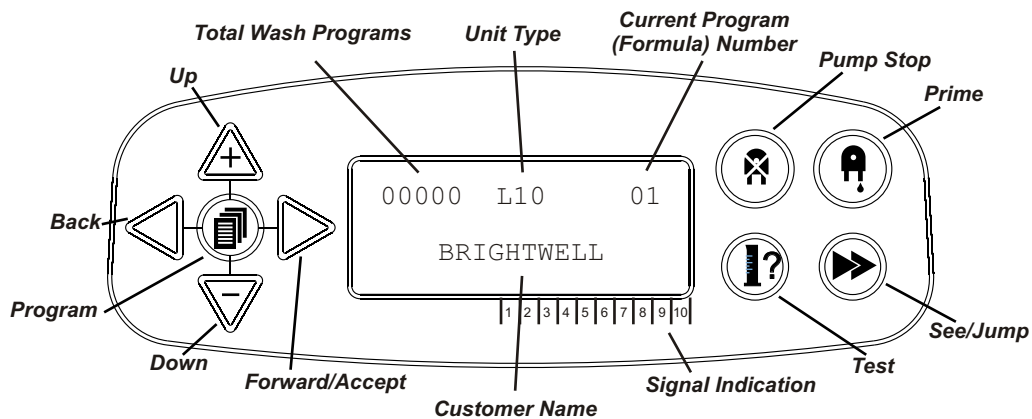 Total Wash Programs
Unit Type
Current Program
(Formula) Number
Pump Stop
Up
Prime
+
00000 L10 01
Back
BRIGHTWELL
?
Program
−
1 2 3 4 5 6 7 8 9 10
See/Jump
Down
Test
Forward/Accept
Signal Indication
Customer Name